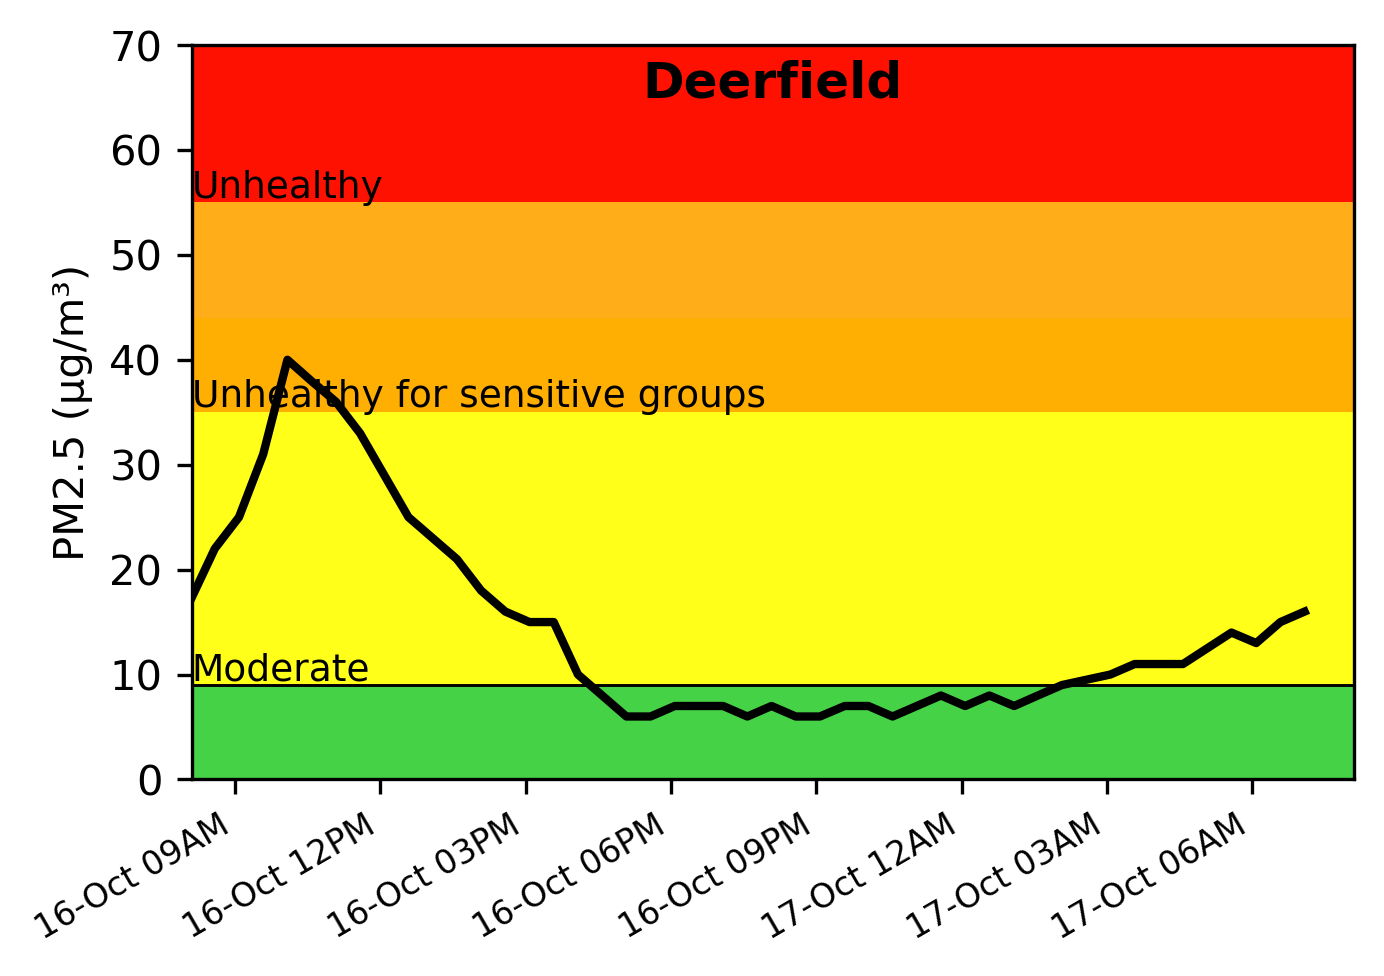 Deerfield
70
60
Unhealthy
50
40
Unhealthy for sensitive groups
30
20
10
Moderate
0
PM2.5 (µg/m³)
16-Oct 09AM
16-Oct 12PM
16-Oct 03PM
16-Oct 06PM
16-Oct 09PM
17-Oct 12AM
17-Oct 03AM
17-Oct 06AM